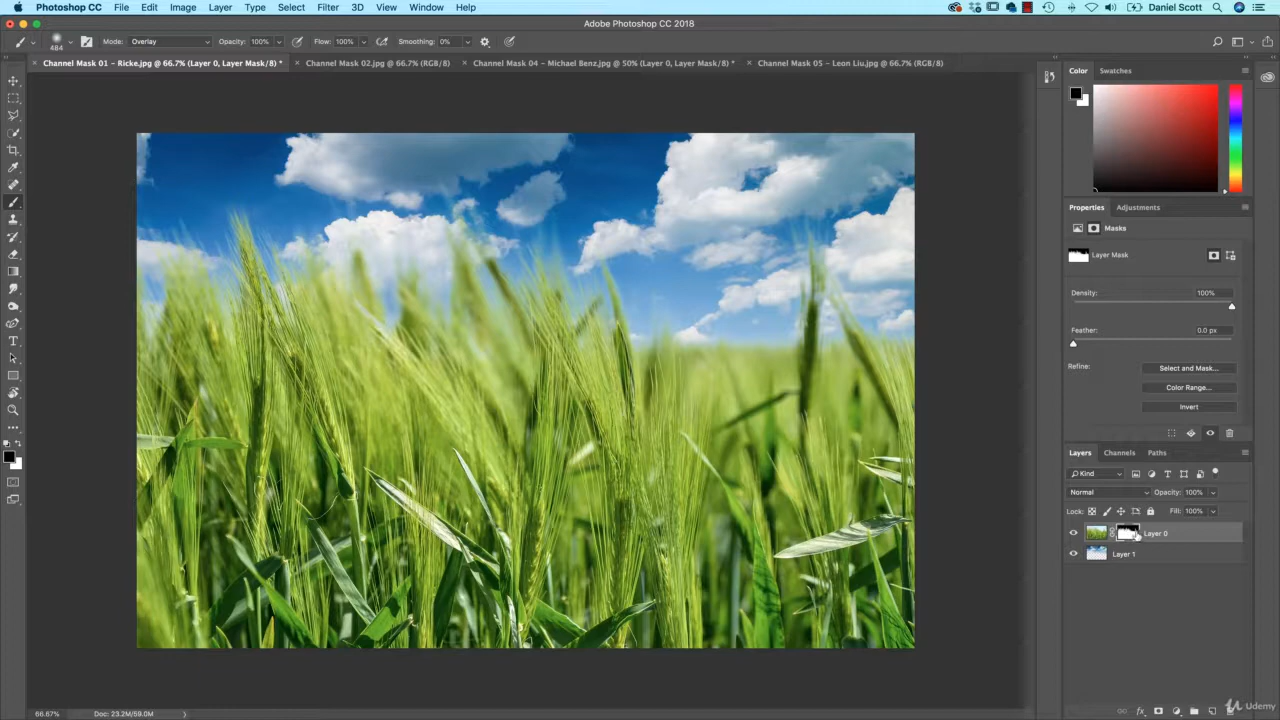 Photoshop CC File Edit Image Layer Type Select Filter 3D View Window Help Daniel Scott
Adobe Photoshop CC 2018
484 Mode: Overlay Opacity: 100% Flow: 100% Smoothing: 0%
Channel Mask 01 – Ricke.jpg @ 66.7% (Layer 0, Layer Mask/8) * Channel Mask 02.jpg @ 66.7% (RGB/8) Channel Mask 04 – Michael Benz.jpg @ 50% (Layer 0, Layer Mask/8) * Channel Mask 05 – Leon Liu.jpg @ 66.7% (RGB/8)
Color Swatches
Properties Adjustments
Masks
Layer Mask
Density: 100%
Feather: 0.0 px
Refine: Select and Mask...
Color Range...
Invert
Layers Channels Paths
Kind
Normal Opacity: 100%
Lock: Fill: 100%
Layer 0
Layer 1
66.67% Doc: 23.2M/59.0M
Udemy